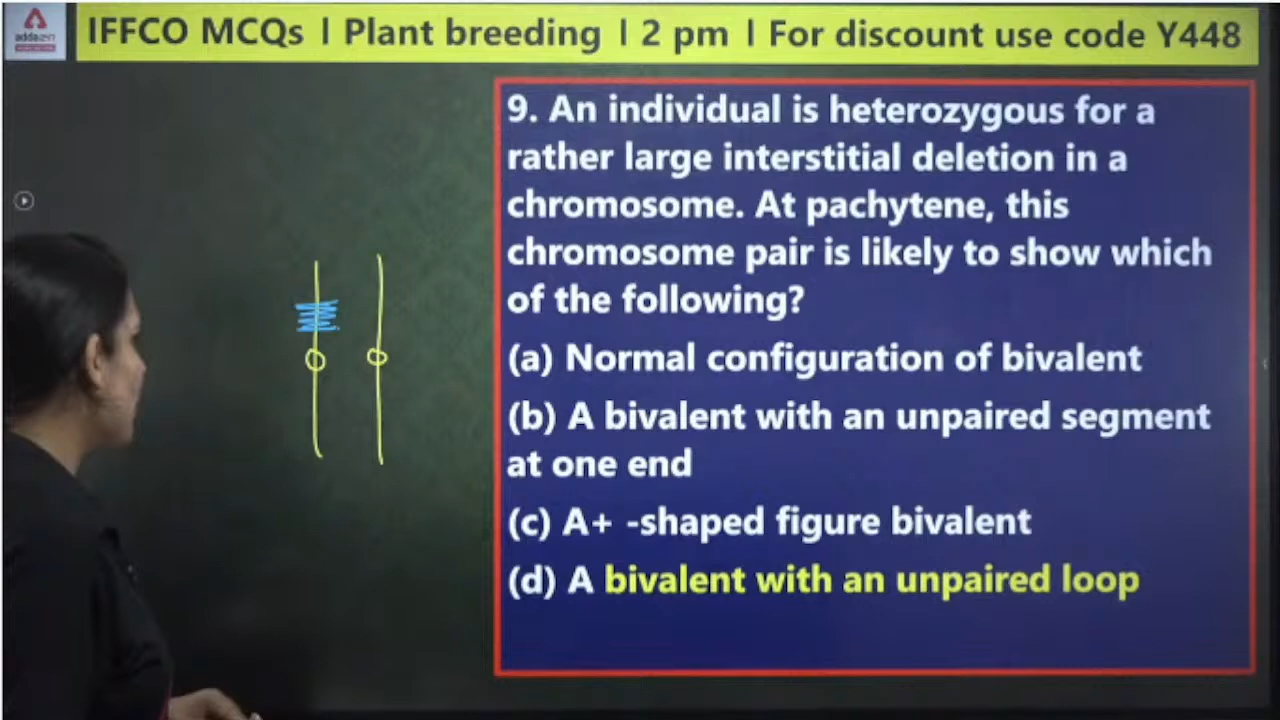 IFFCO MCQs I Plant breeding I 2 pm I For discount use code Y448
9. An individual is heterozygous for a
rather large interstitial deletion in a
chromosome. At pachytene, this
chromosome pair is likely to show which
of the following?
(a) Normal configuration of bivalent
(b) A bivalent with an unpaired segment
at one end
(c) A+ -shaped figure bivalent
(d) A bivalent with an unpaired loop